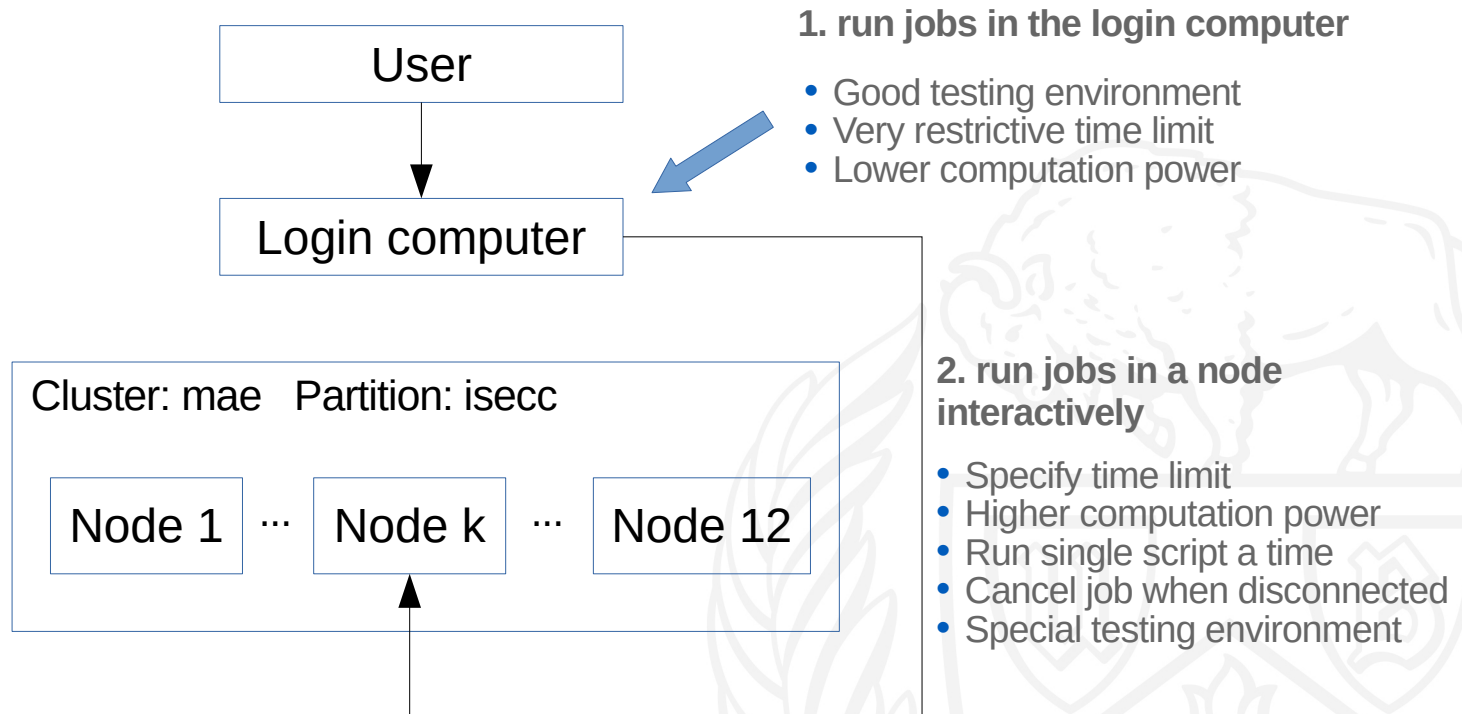 User
Login computer
1. run jobs in the login computer
• Good testing environment
• Very restrictive time limit
• Lower computation power
Cluster: mae   Partition: isecc
Node 1 ... Node k ... Node 12
2. run jobs in a node
interactively
• Specify time limit
• Higher computation power
• Run single script a time
• Cancel job when disconnected
• Special testing environment